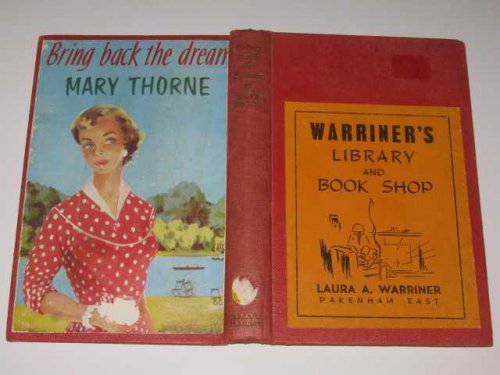 Bring back the dream
MARY THORNE
WARRINER'S
LIBRARY
AND
BOOK SHOP
LAURA A. WARRINER
PAKENHAM EAST